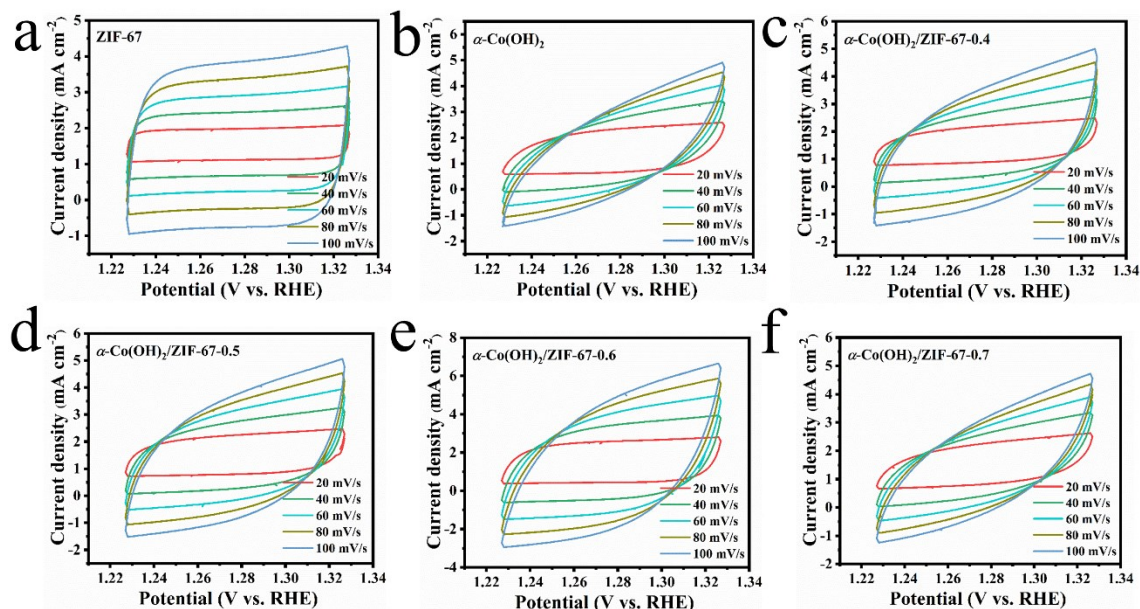 a
ZIF-67
Current density (mA cm⁻²)
5
4
3
2
1
0
-1
20 mV/s
40 mV/s
60 mV/s
80 mV/s
100 mV/s
1.22 1.24 1.26 1.28 1.30 1.32 1.34
Potential (V vs. RHE)
b
α-Co(OH)₂
Current density (mA cm⁻²)
6
5
4
3
2
1
0
-1
-2
20 mV/s
40 mV/s
60 mV/s
80 mV/s
100 mV/s
1.22 1.24 1.26 1.28 1.30 1.32 1.34
Potential (V vs. RHE)
c
α-Co(OH)₂/ZIF-67-0.4
Current density (mA cm⁻²)
6
5
4
3
2
1
0
-1
-2
20 mV/s
40 mV/s
60 mV/s
80 mV/s
100 mV/s
1.22 1.24 1.26 1.28 1.30 1.32 1.34
Potential (V vs. RHE)
d
α-Co(OH)₂/ZIF-67-0.5
Current density (mA cm⁻²)
6
5
4
3
2
1
0
-1
-2
20 mV/s
40 mV/s
60 mV/s
80 mV/s
100 mV/s
1.22 1.24 1.26 1.28 1.30 1.32 1.34
Potential (V vs. RHE)
e
α-Co(OH)₂/ZIF-67-0.6
Current density (mA cm⁻²)
8
6
4
2
0
-2
-4
20 mV/s
40 mV/s
60 mV/s
80 mV/s
100 mV/s
1.22 1.24 1.26 1.28 1.30 1.32 1.34
Potential (V vs. RHE)
f
α-Co(OH)₂/ZIF-67-0.7
Current density (mA cm⁻²)
6
5
4
3
2
1
0
-1
-2
20 mV/s
40 mV/s
60 mV/s
80 mV/s
100 mV/s
1.22 1.24 1.26 1.28 1.30 1.32 1.34
Potential (V vs. RHE)